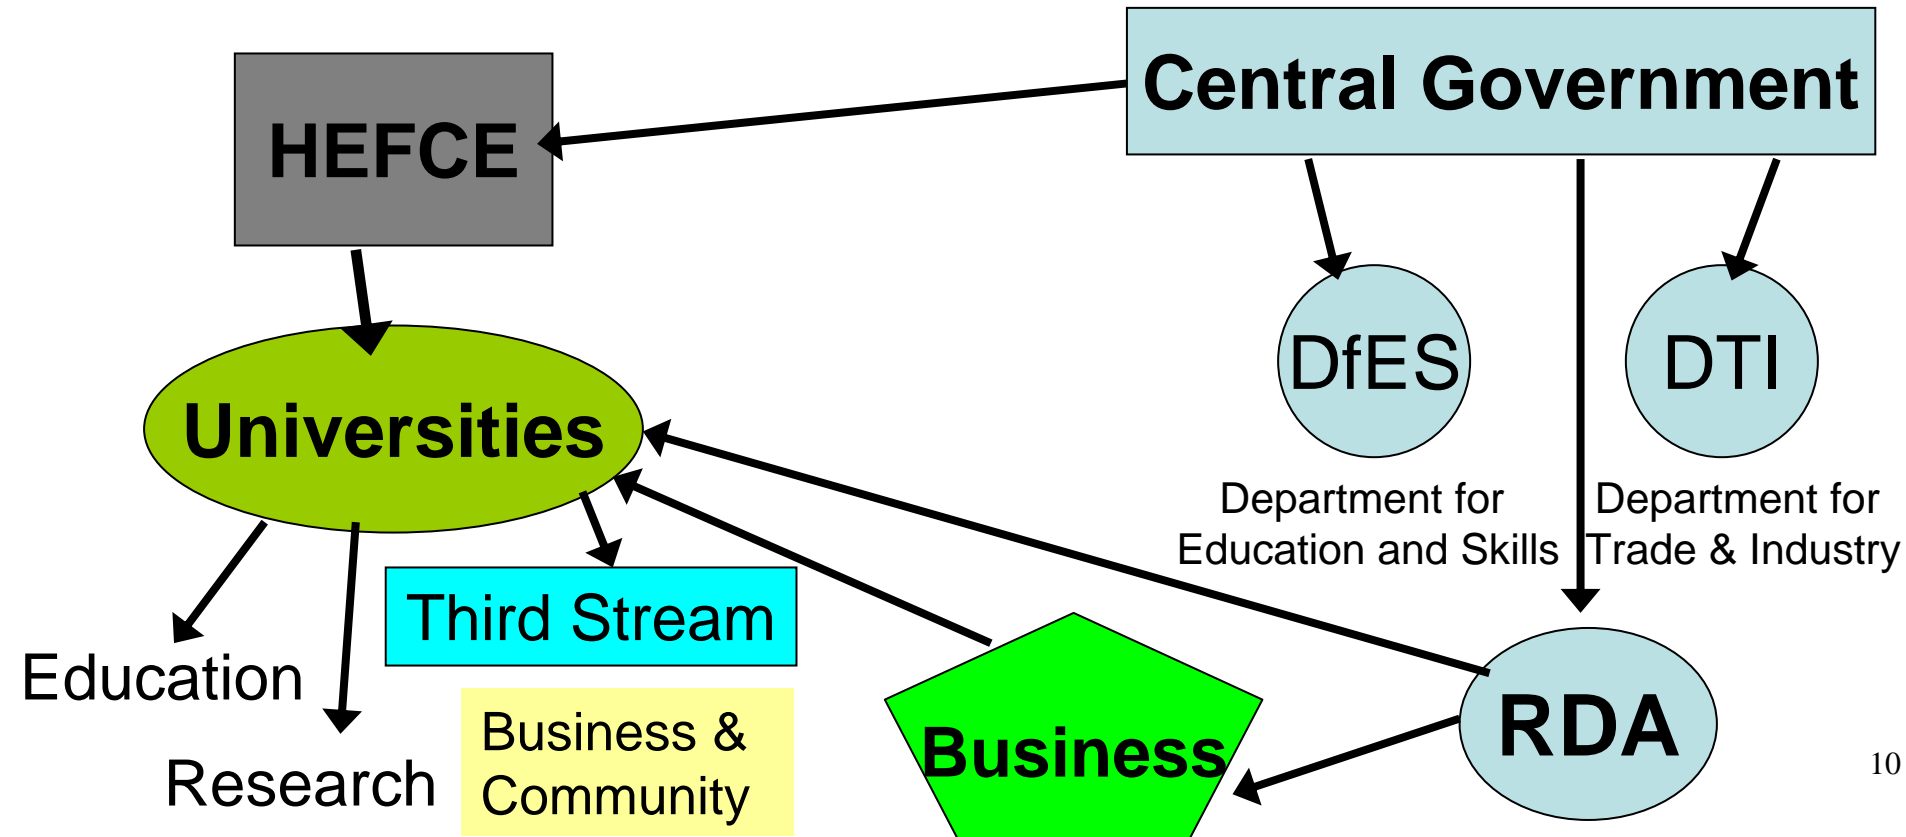 Central Government
HEFCE
DfES
DTI
Universities
Department for
Education and Skills
Department for
Trade & Industry
Third Stream
Education
Business &
Community
Research
Business
RDA
10